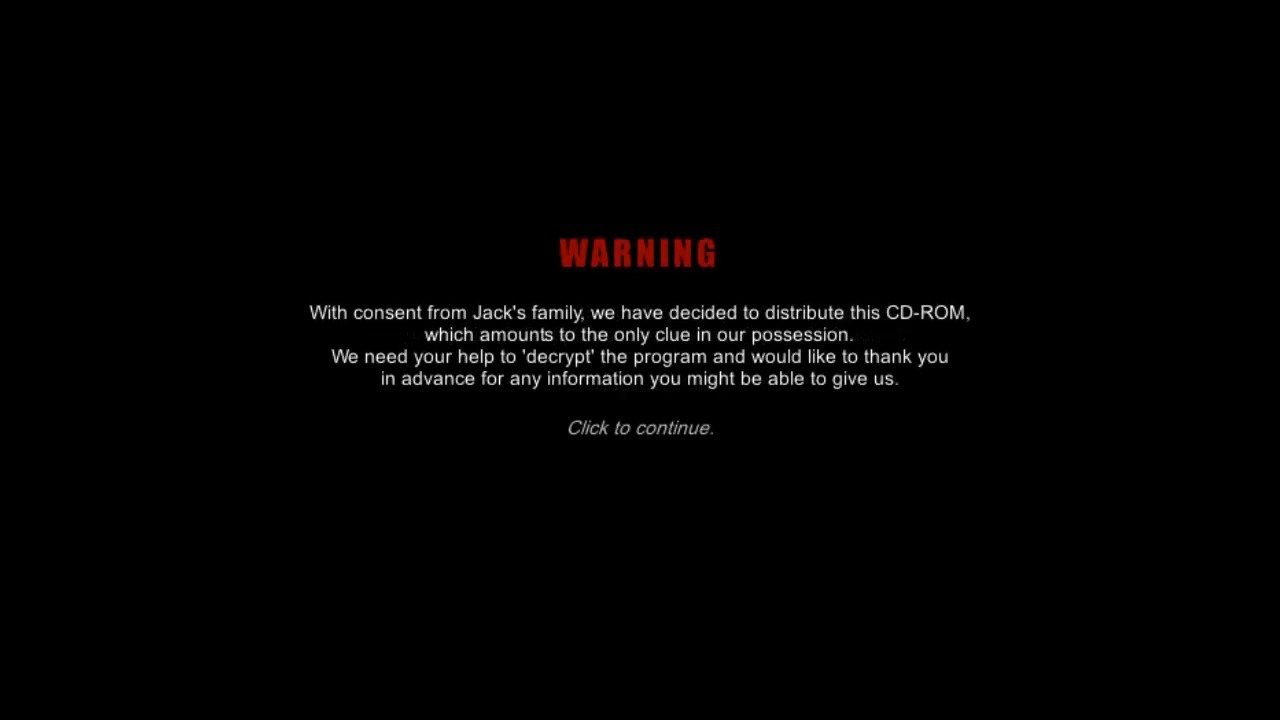 WARNING
With consent from Jack's family, we have decided to distribute this CD-ROM,
which amounts to the only clue in our possession.
We need your help to 'decrypt' the program and would like to thank you
in advance for any information you might be able to give us.
Click to continue.